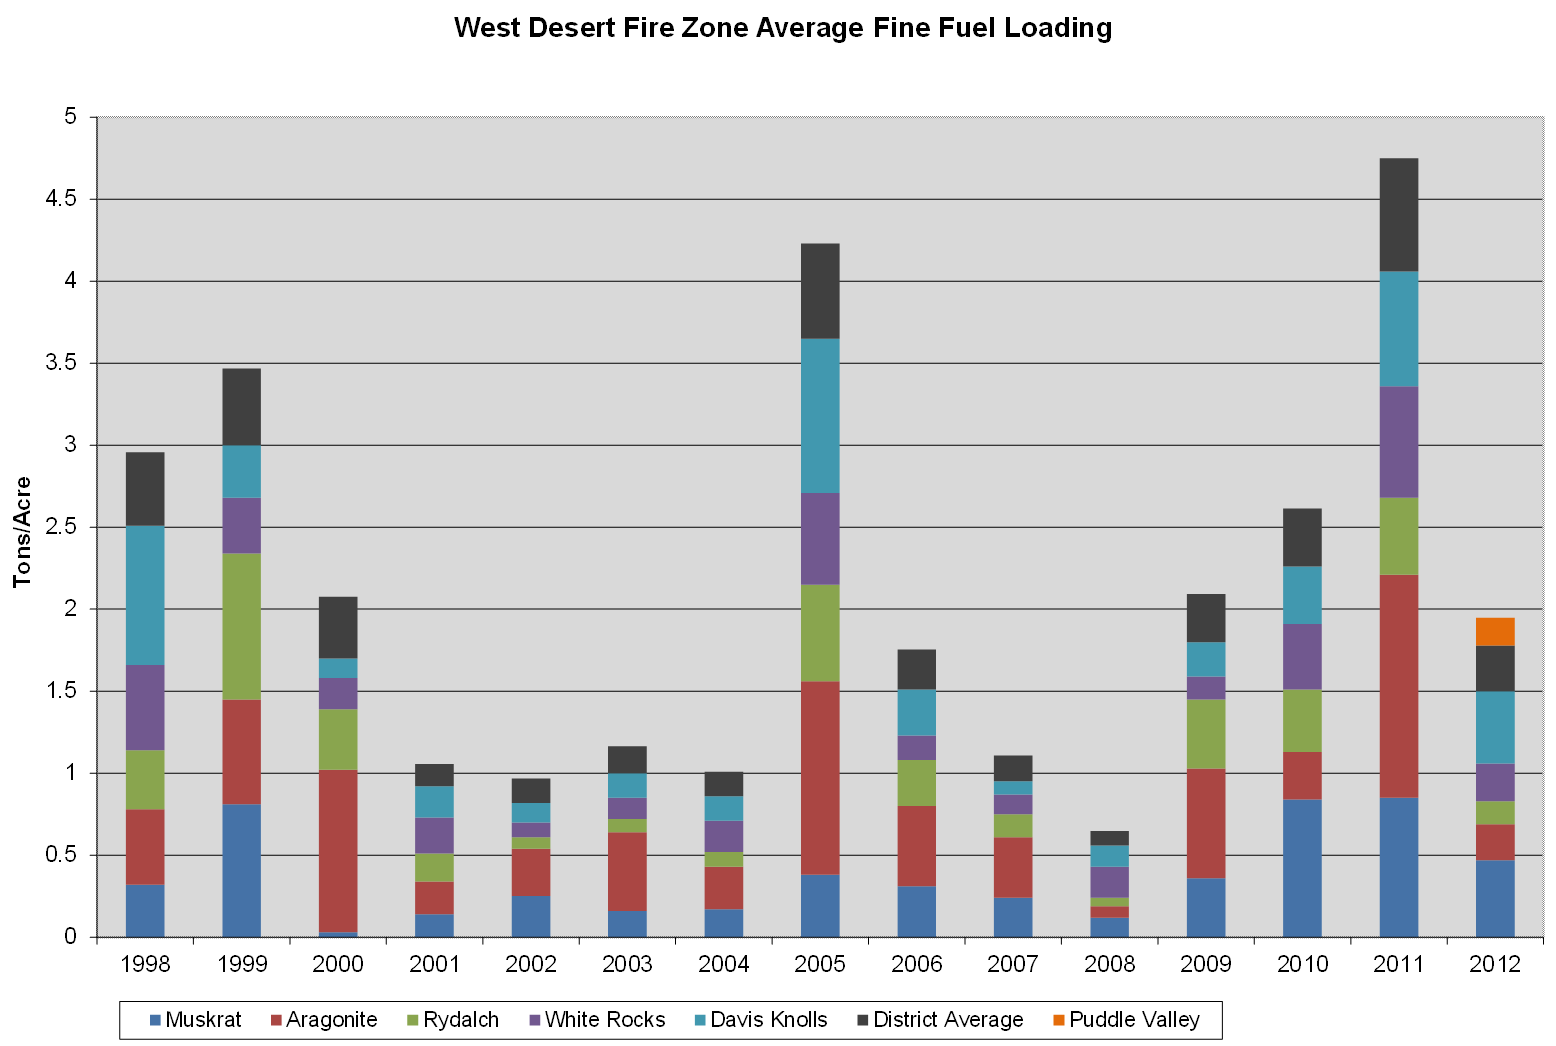 West Desert Fire Zone Average Fine Fuel Loading
Tons/Acre
5
4.5
4
3.5
3
2.5
2
1.5
1
0.5
0
1998 1999 2000 2001 2002 2003 2004 2005 2006 2007 2008 2009 2010 2011 2012
Muskrat Aragonite Rydalch White Rocks Davis Knolls District Average Puddle Valley